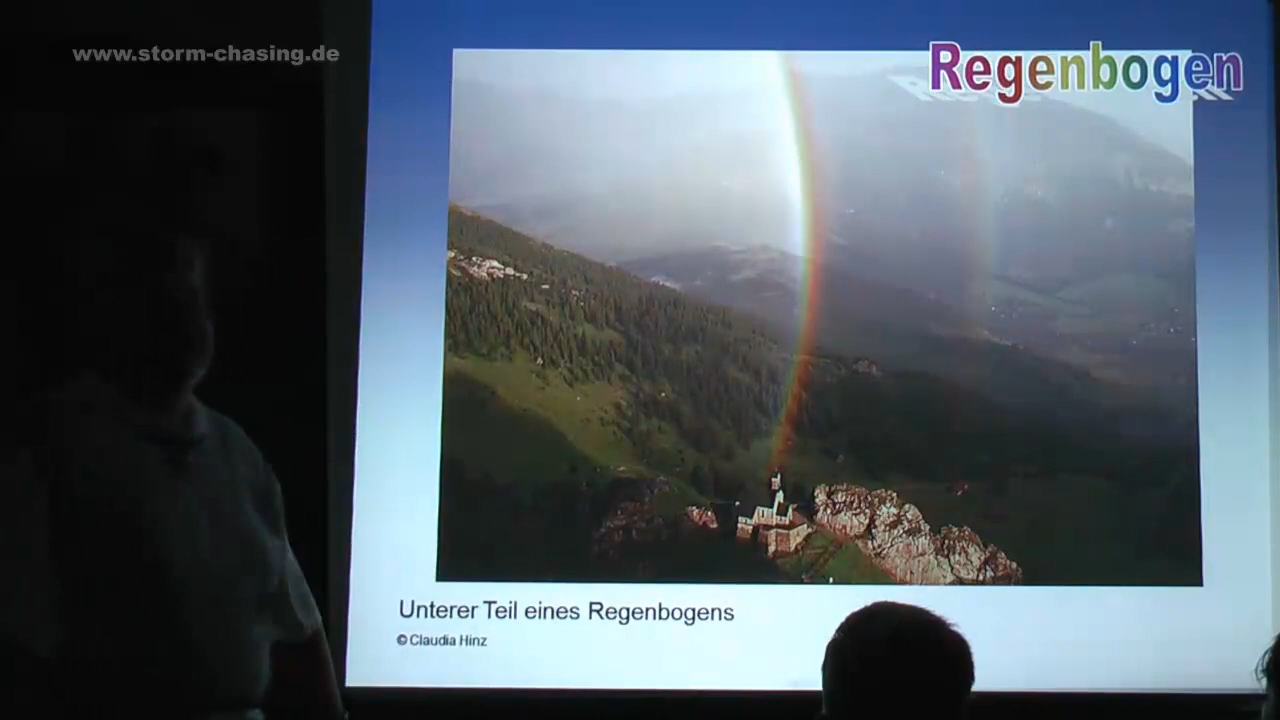 www.storm-chasing.de
Regenbogen
Unterer Teil eines Regenbogens
© Claudia Hinz